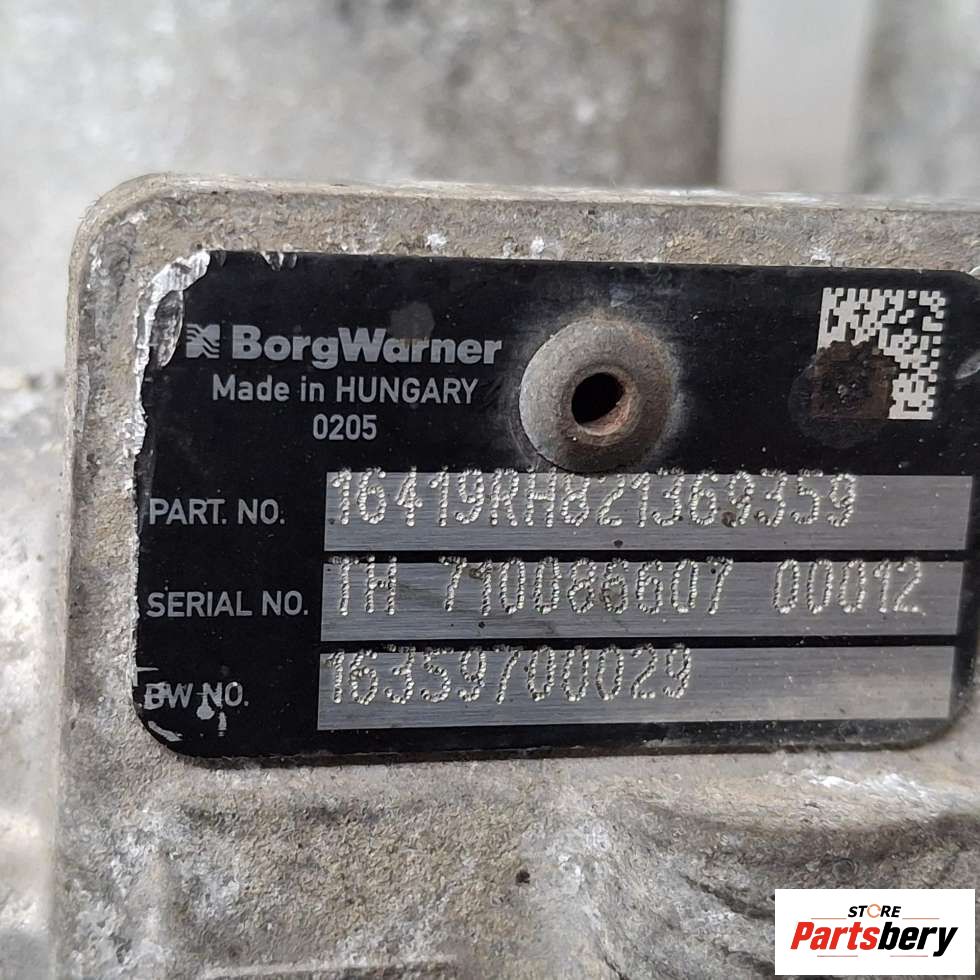 BorgWarner
Made in HUNGARY
0205
PART. NO. 16419RH821369359
SERIAL NO. TH 710086607 00012
BW NO. 16359700029
STORE
Partsbery